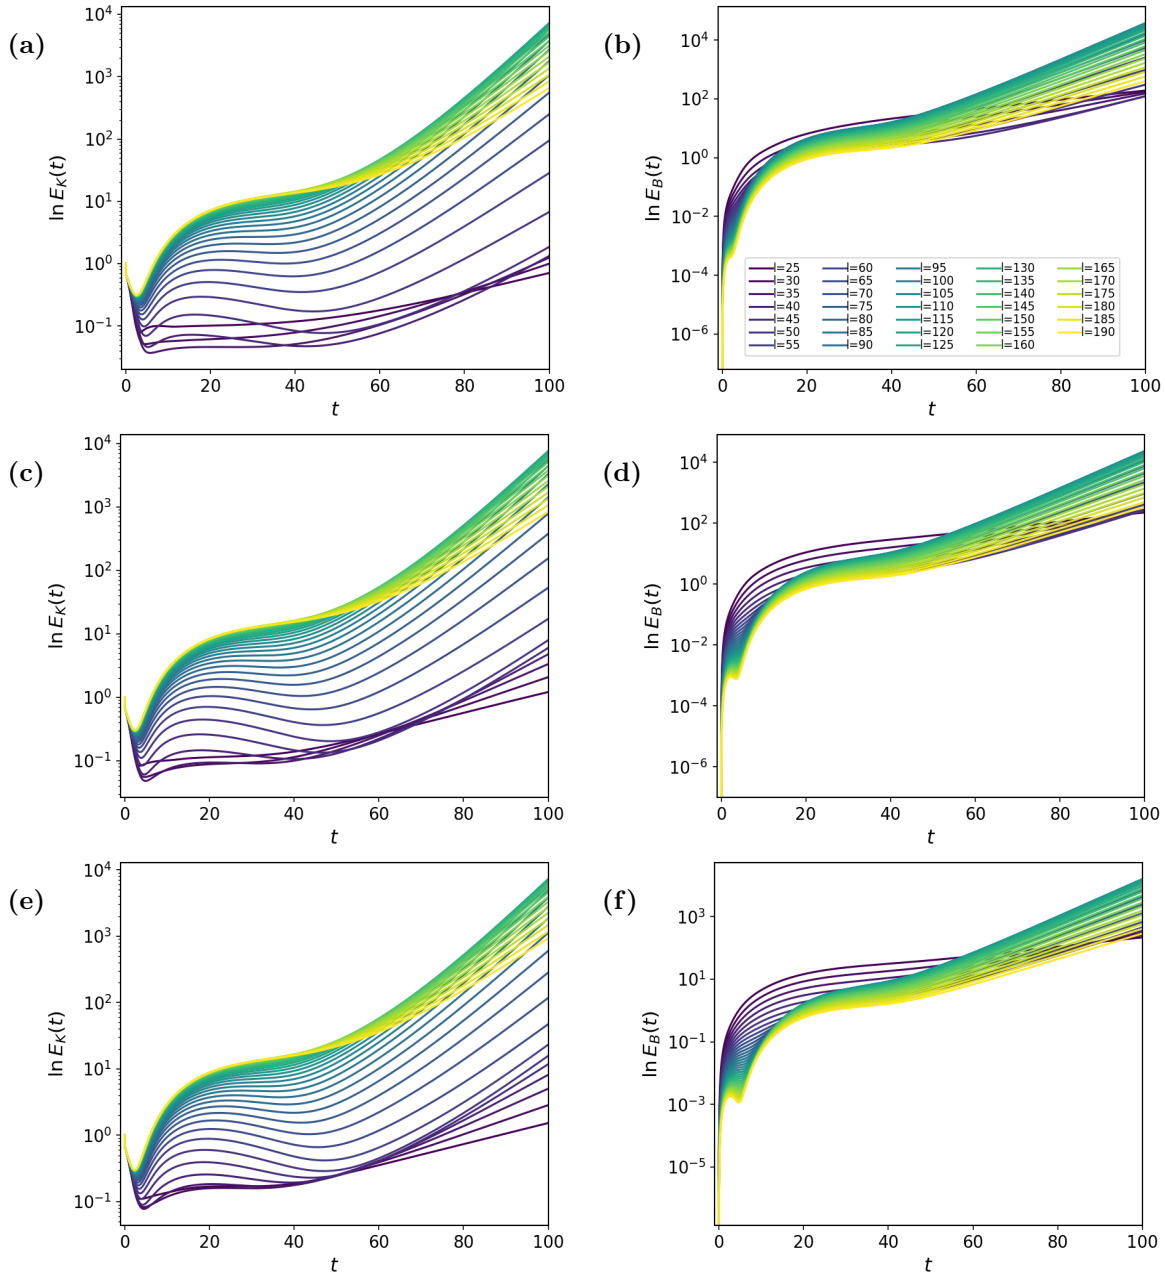 (a)
10^4
10^3
10^2
10^1
10^0
10^−1
ln E_K(t)
0 20 40 60 80 100
t
(b)
10^4
10^2
10^0
10^−2
10^−4
10^−6
ln E_B(t)
l=25 l=60 l=95 l=130 l=165
l=30 l=65 l=100 l=135 l=170
l=35 l=70 l=105 l=140 l=175
l=40 l=75 l=110 l=145 l=180
l=45 l=80 l=115 l=150 l=185
l=50 l=85 l=120 l=155 l=190
l=55 l=90 l=125 l=160
0 20 40 60 80 100
t
(c)
10^4
10^3
10^2
10^1
10^0
10^−1
ln E_K(t)
0 20 40 60 80 100
t
(d)
10^4
10^2
10^0
10^−2
10^−4
10^−6
ln E_B(t)
0 20 40 60 80 100
t
(e)
10^4
10^3
10^2
10^1
10^0
10^−1
ln E_K(t)
0 20 40 60 80 100
t
(f)
10^3
10^1
10^−1
10^−3
10^−5
ln E_B(t)
0 20 40 60 80 100
t